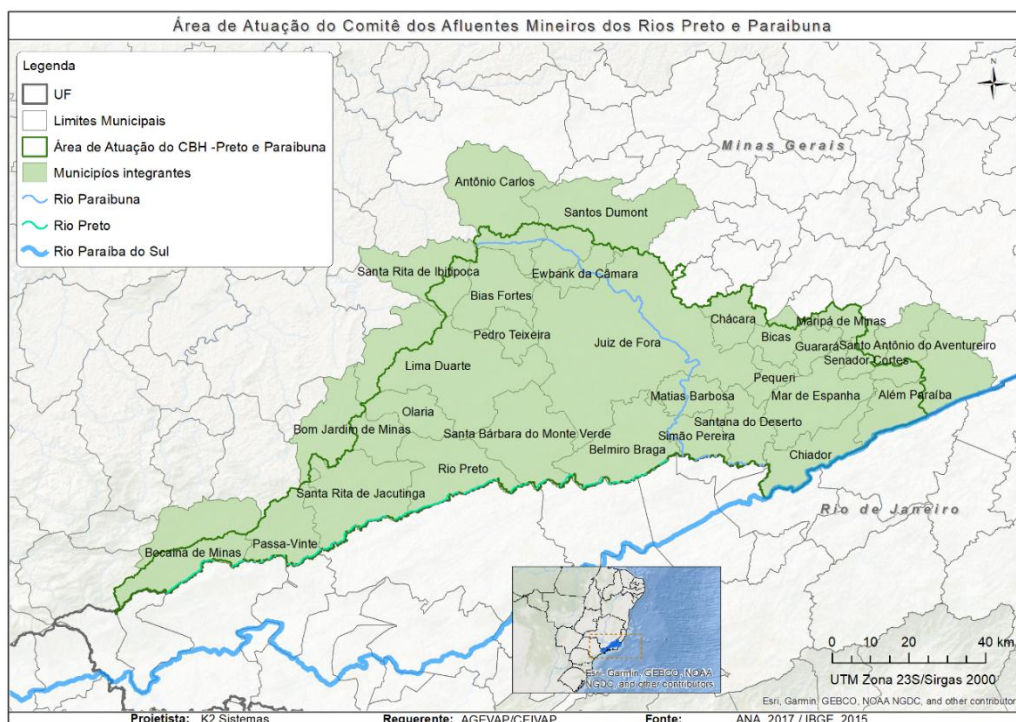 Área de Atuação do Comitê dos Afluentes Mineiros dos Rios Preto e Paraibuna
Legenda
UF
Limites Municipais
Área de Atuação do CBH -Preto e Paraibuna
Municipíos integrantes
Rio Paraibuna
Rio Preto
Rio Paraiba do Sul
N
Minas Gerais
Antônio Carlos
Santos Dumont
Santa Rita de Ibitipoca
Ewbank da Câmara
Bias Fortes
Chácara
Maripá de Minas
Pedro Teixeira
Bicas
Juiz de Fora
Guarará
Santo Antônio do Aventureiro
Senador Cortes
Lima Duarte
Pequeri
Matias Barbosa
Mar de Espanha
Além Paraíba
Olaria
Santana do Deserto
Bom Jardim de Minas
Santa Bárbara do Monte Verde
Simão Pereira
Belmiro Braga
Chiador
Rio Preto
Santa Rita de Jacutinga
Rio de Janeiro
Bocaina de Minas
Passa-Vinte
0 10 20 40 km
UTM Zona 23S/Sirgas 2000
Esri, Garmin, GEBCO, NOAA
NGDC, and other contributors
Esri, Garmin, GEBCO, NOAA NGDC, and other contributors
Projetista: K2 Sistemas Requerente: AGEVAP/CEIVAP Fonte: ANA, 2017 / IBGE, 2015